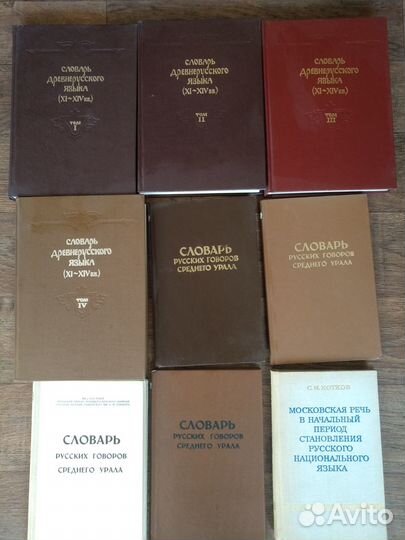 СЛОВАРЬ
ДРЕВНЕРУССКОГО
ЯЗЫКА
(XI–XIV вв.)
ТОМ
I
СЛОВАРЬ
ДРЕВНЕРУССКОГО
ЯЗЫКА
(XI–XIV вв.)
ТОМ
II
СЛОВАРЬ
ДРЕВНЕРУССКОГО
ЯЗЫКА
(XI–XIV вв.)
ТОМ
III
СЛОВАРЬ
ДРЕВНЕРУССКОГО
ЯЗЫКА
(XI–XIV вв.)
ТОМ
IV
СЛОВАРЬ
РУССКИХ ГОВОРОВ
СРЕДНЕГО УРАЛА
СЛОВАРЬ
РУССКИХ ГОВОРОВ
СРЕДНЕГО УРАЛА
СЛОВАРЬ
РУССКИХ ГОВОРОВ
СРЕДНЕГО УРАЛА
СЛОВАРЬ
РУССКИХ ГОВОРОВ
СРЕДНЕГО УРАЛА
С. И. КОТКОВ
МОСКОВСКАЯ РЕЧЬ
В НАЧАЛЬНЫЙ
ПЕРИОД
СТАНОВЛЕНИЯ
РУССКОГО
НАЦИОНАЛЬНОГО
ЯЗЫКА
Avito